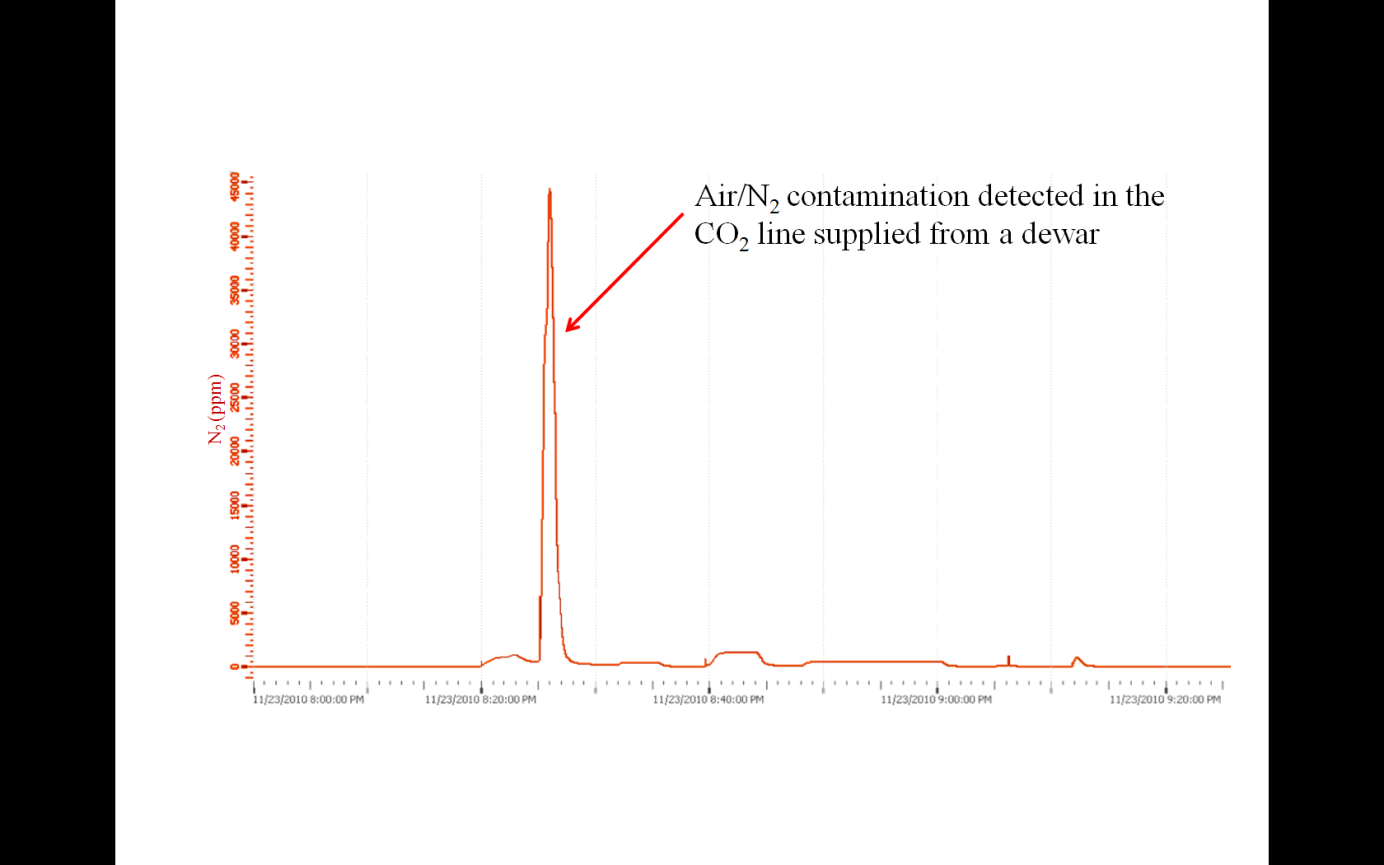 Air/N₂ contamination detected in the
CO₂ line supplied from a dewar
N₂ (ppm)
45000
40000
35000
30000
25000
20000
15000
10000
5000
0
11/23/2010 8:00:00 PM
11/23/2010 8:20:00 PM
11/23/2010 8:40:00 PM
11/23/2010 9:00:00 PM
11/23/2010 9:20:00 PM